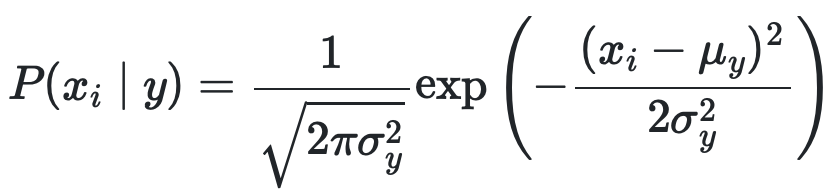 P(x_i | y) = \frac{1}{\sqrt{2\pi\sigma_y^2}} \exp\left(-\frac{(x_i - \mu_y)^2}{2\sigma_y^2}\right)